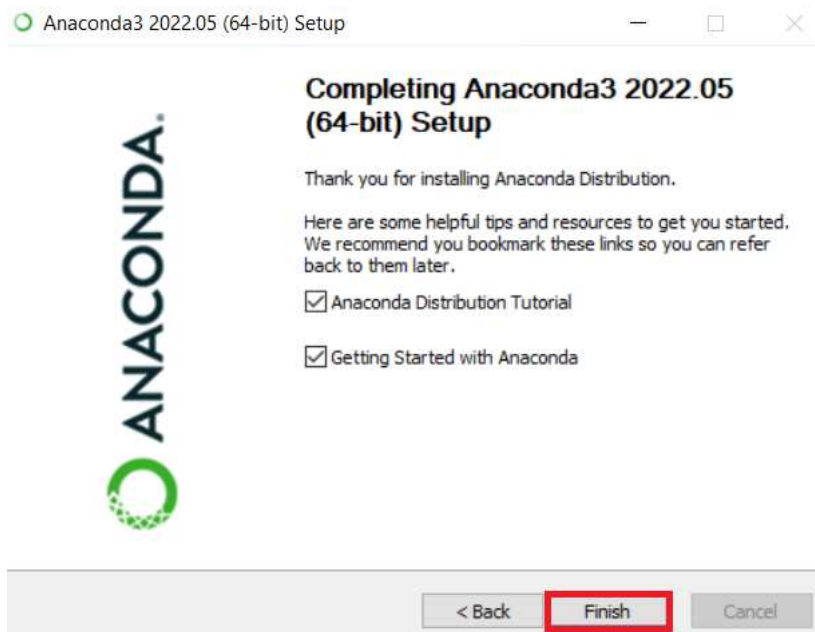 Anaconda3 2022.05 (64-bit) Setup
Completing Anaconda3 2022.05
(64-bit) Setup
ANACONDA.
Thank you for installing Anaconda Distribution.
Here are some helpful tips and resources to get you started.
We recommend you bookmark these links so you can refer
back to them later.
Anaconda Distribution Tutorial
Getting Started with Anaconda
< Back
Finish
Cancel